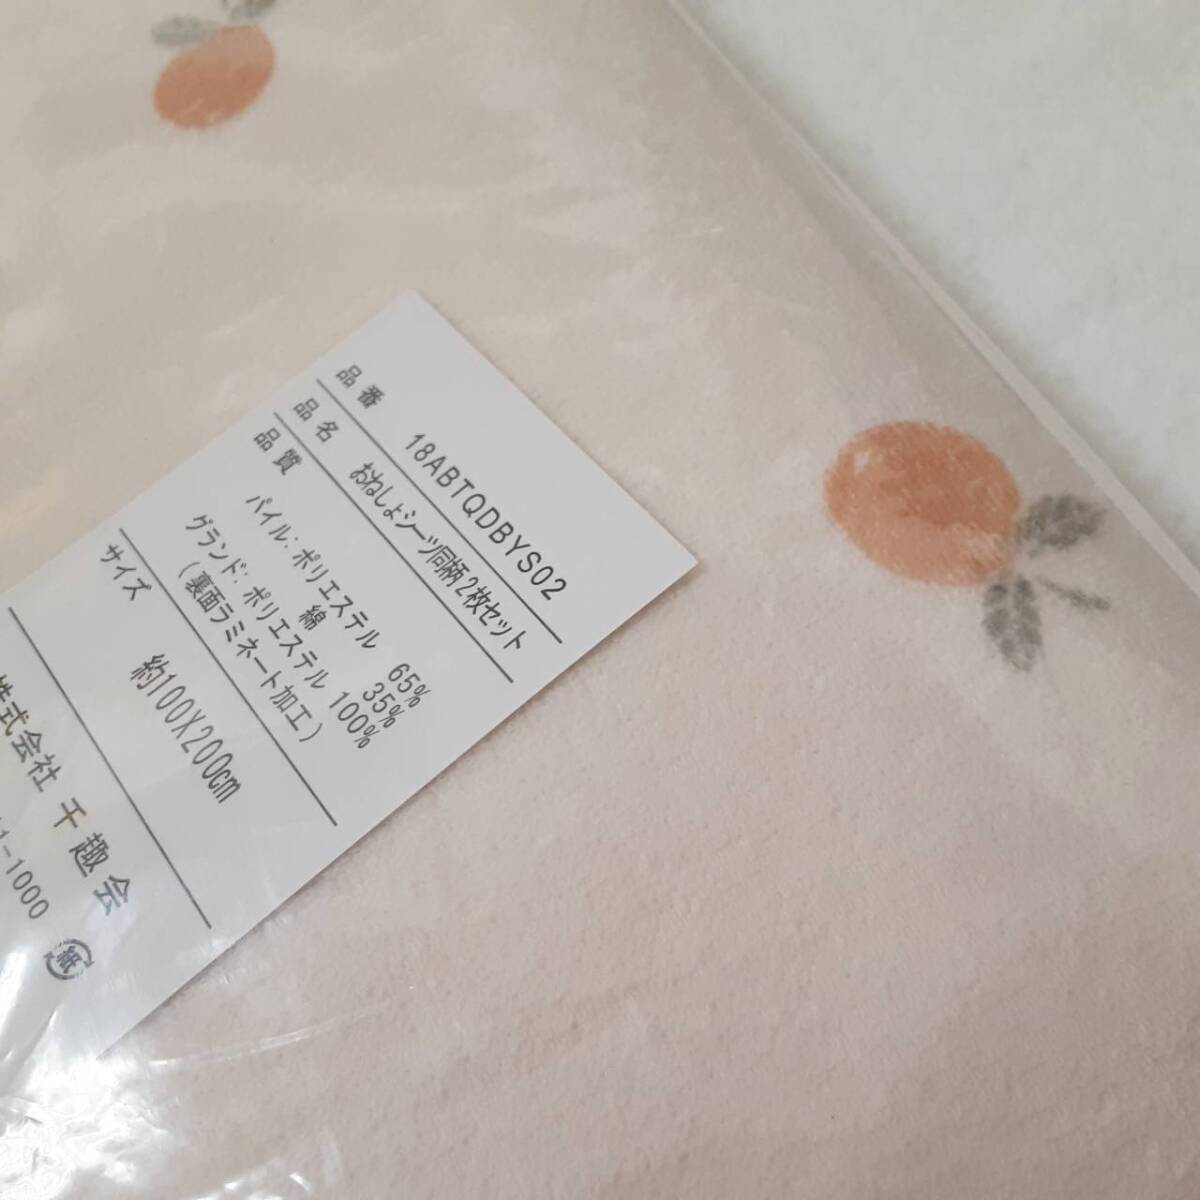 品番 18ABTQDBYS02
品名 おねしょシーツ同柄2枚セット
品質 パイル:ポリエステル 65%
綿 35%
グランド:ポリエステル 100%
(裏面ラミネート加工)
サイズ 約100X200cm
株式会社 千趣会
1-1000
紙